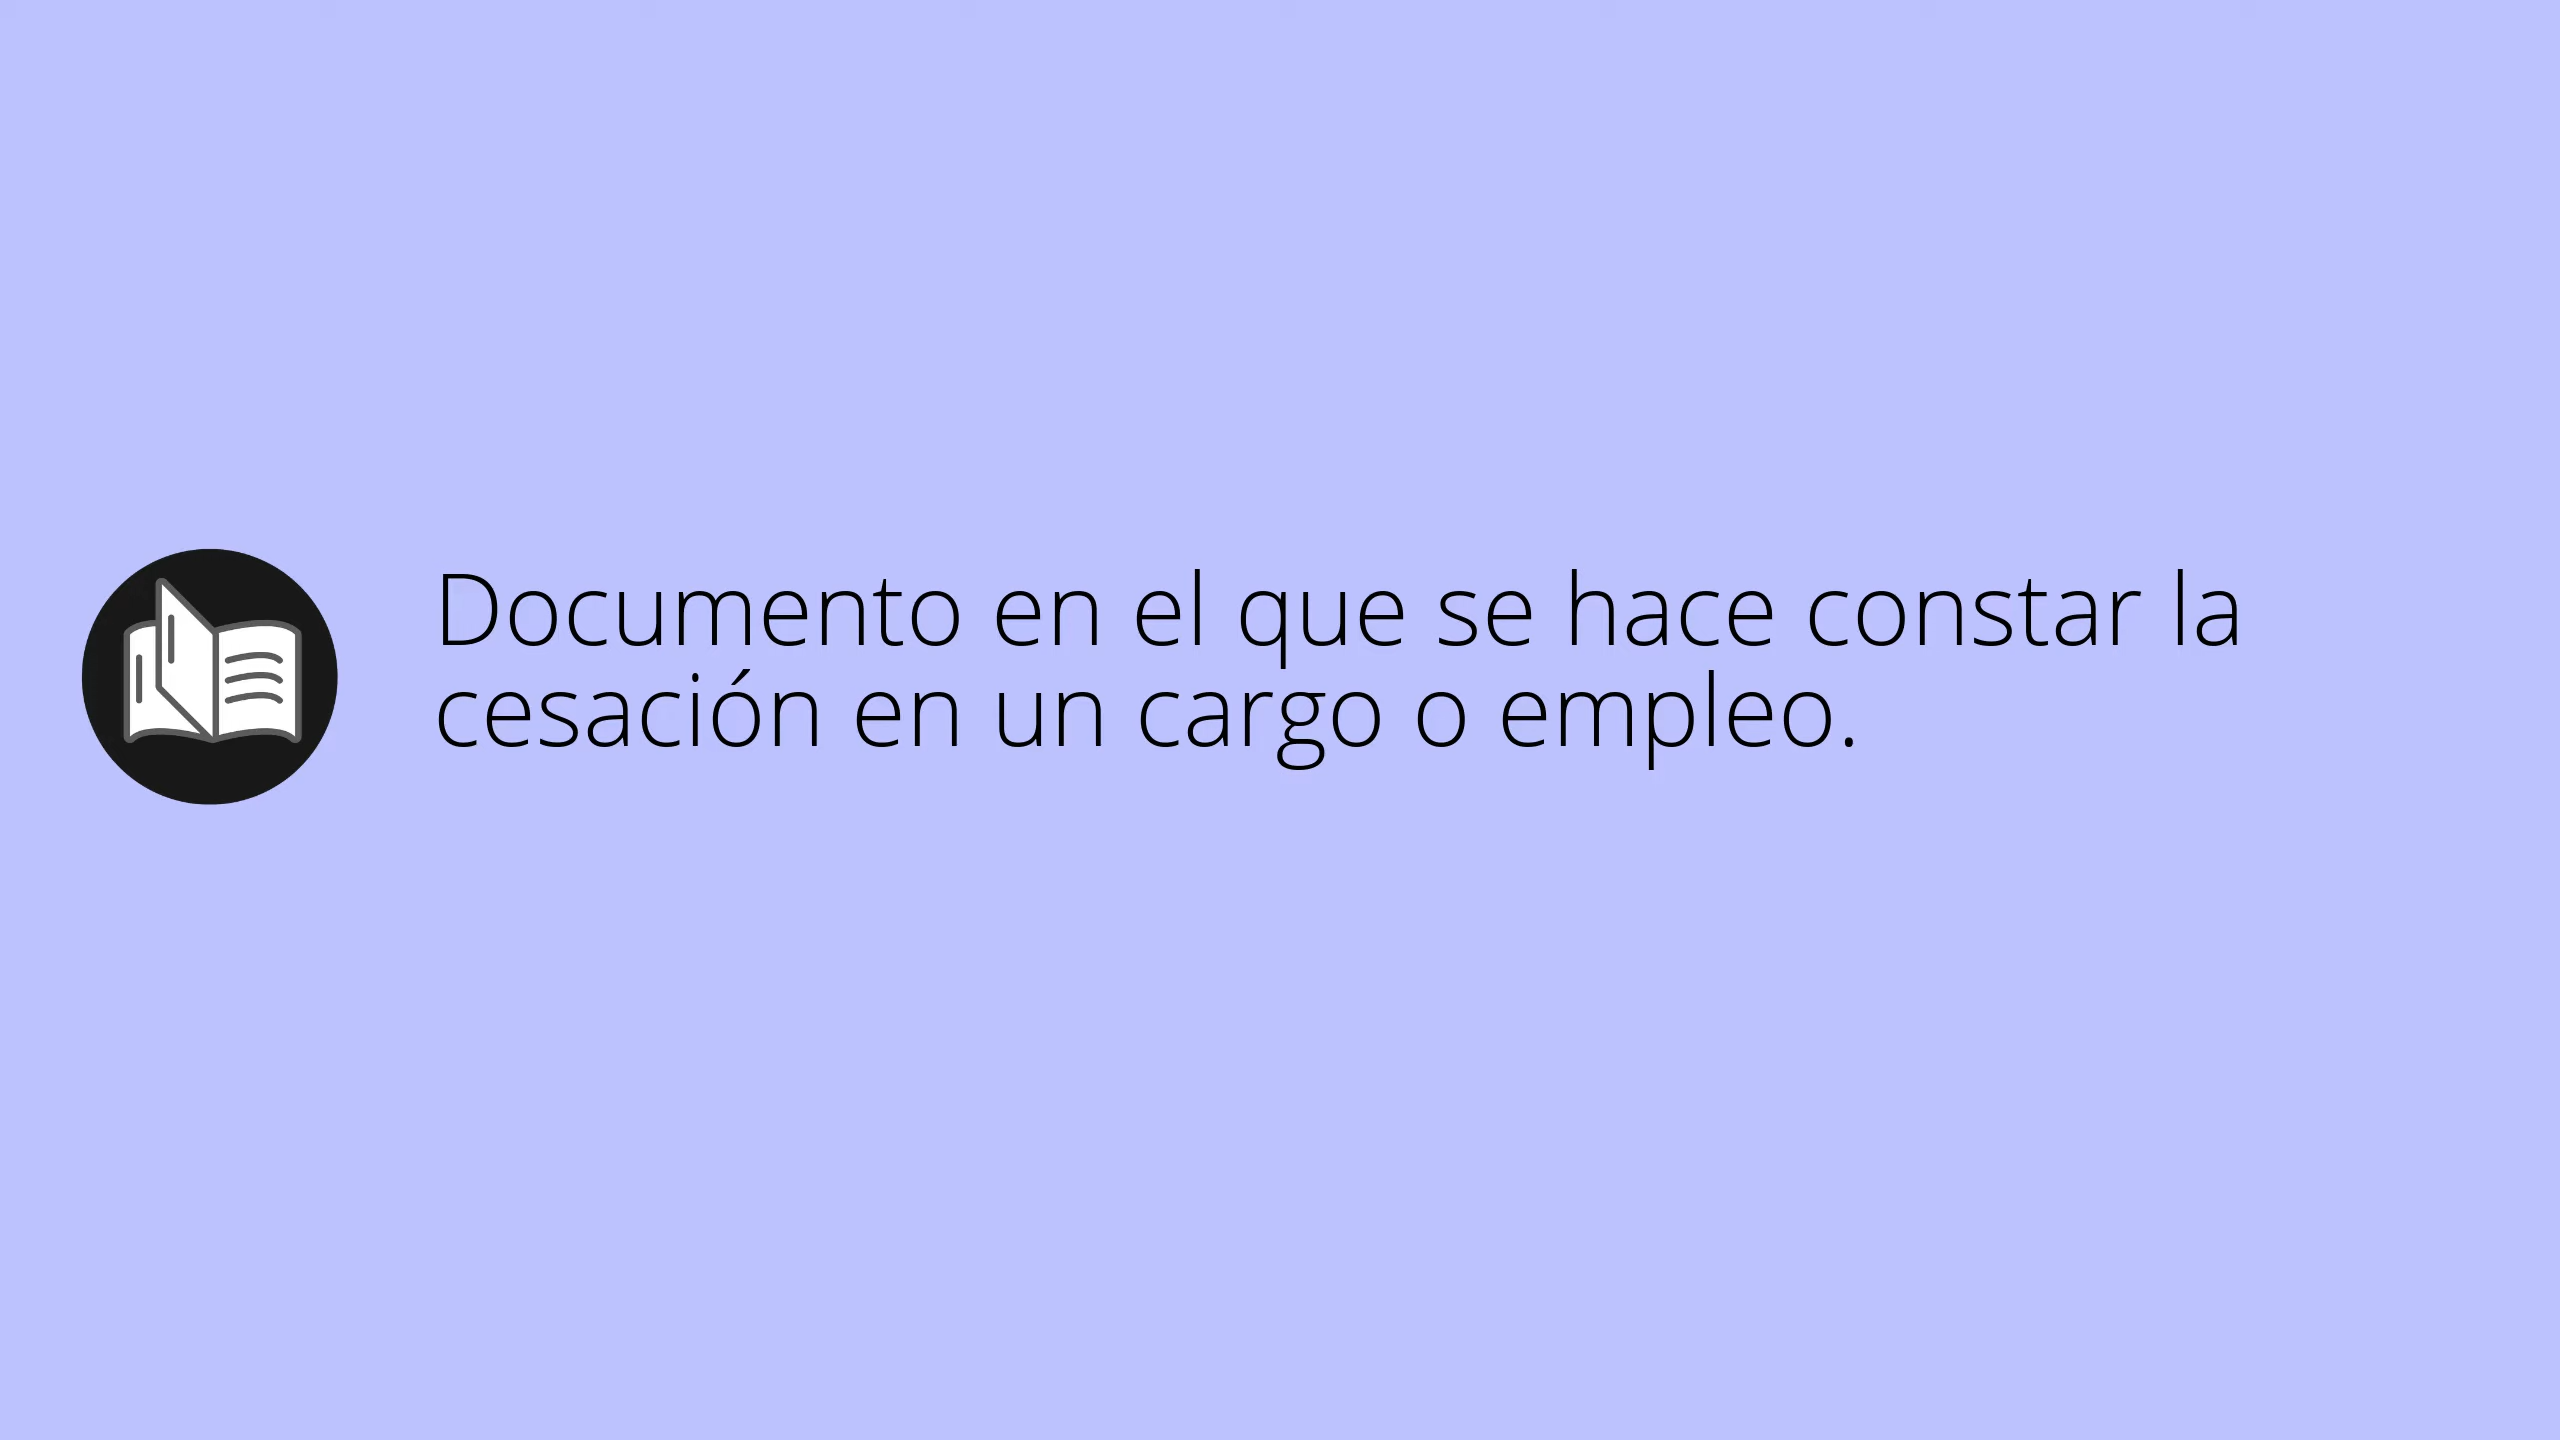 Documento en el que se hace constar la
cesación en un cargo o empleo.